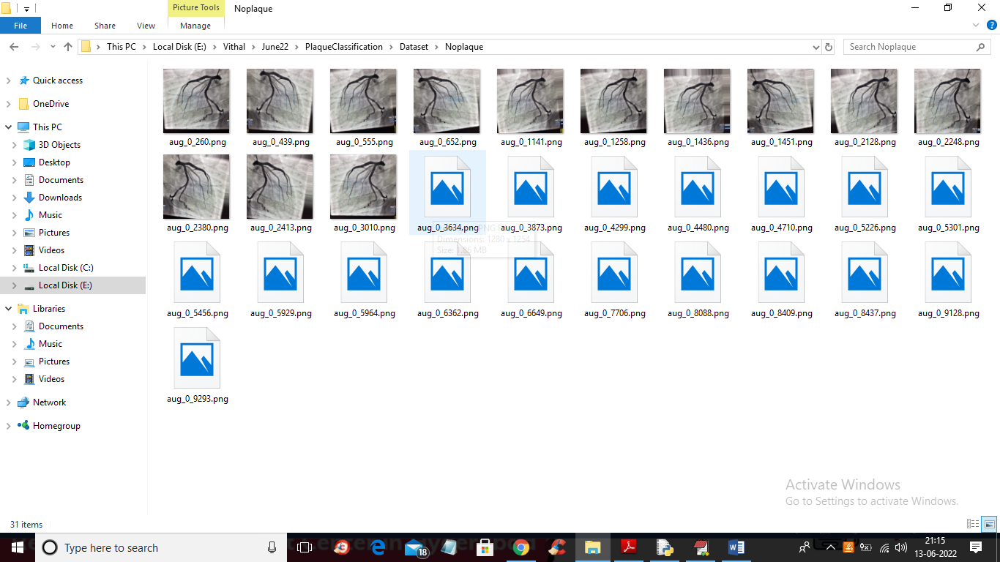 Picture Tools
Noplaque
File
Home
Share
View
Manage
This PC
Local Disk (E:)
Vithal
June22
PlaqueClassification
Dataset
Noplaque
Search Noplaque
Quick access
OneDrive
This PC
3D Objects
Desktop
Documents
Downloads
Music
Pictures
Videos
Local Disk (C:)
Local Disk (E:)
Libraries
Documents
Music
Pictures
Videos
Network
Homegroup
aug_0_260.png
aug_0_439.png
aug_0_555.png
aug_0_652.png
aug_0_1141.png
aug_0_1258.png
aug_0_1436.png
aug_0_1451.png
aug_0_2128.png
aug_0_2248.png
aug_0_2380.png
aug_0_2413.png
aug_0_3010.png
aug_0_3634.png
aug_0_3873.png
aug_0_4299.png
aug_0_4480.png
aug_0_4710.png
aug_0_5226.png
aug_0_5301.png
Dimensions: 1280 x 1254
Size: 1.86 MB
aug_0_5456.png
aug_0_5929.png
aug_0_5964.png
aug_0_6362.png
aug_0_6649.png
aug_0_7706.png
aug_0_8088.png
aug_0_8409.png
aug_0_8437.png
aug_0_9128.png
aug_0_9293.png
Activate Windows
Go to Settings to activate Windows.
31 items
Type here to search
18
21:15
13-06-2022